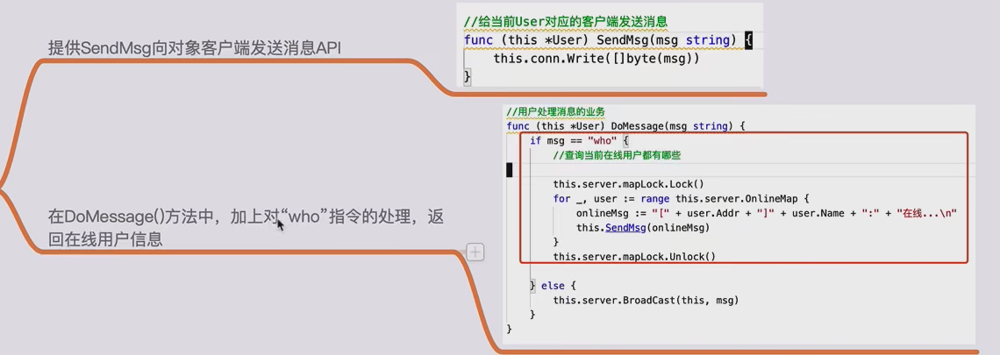 提供SendMsg向对象客户端发送消息API
//给当前User对应的客户端发送消息
func (this *User) SendMsg(msg string) {
    this.conn.Write([]byte(msg))
}
在DoMessage()方法中，加上对“who”指令的处理，返
回在线用户信息
//用户处理消息的业务
func (this *User) DoMessage(msg string) {
    if msg == "who" {
        //查询当前在线用户都有哪些
        this.server.mapLock.Lock()
        for _, user := range this.server.OnlineMap {
            onlineMsg := "[" + user.Addr + "]" + user.Name + ":" + "在线...\n"
            this.SendMsg(onlineMsg)
        }
        this.server.mapLock.Unlock()
    } else {
        this.server.BroadCast(this, msg)
    }
}